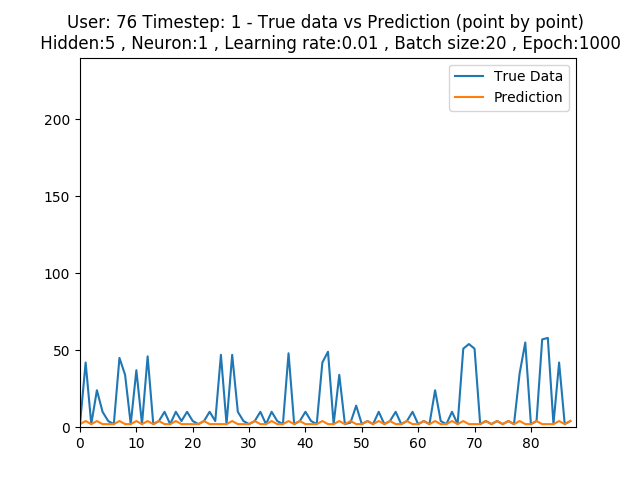 User: 76 Timestep: 1 - True data vs Prediction (point by point)
Hidden:5 , Neuron:1 , Learning rate:0.01 , Batch size:20 , Epoch:1000
True Data
Prediction
200
150
100
50
0
0 10 20 30 40 50 60 70 80